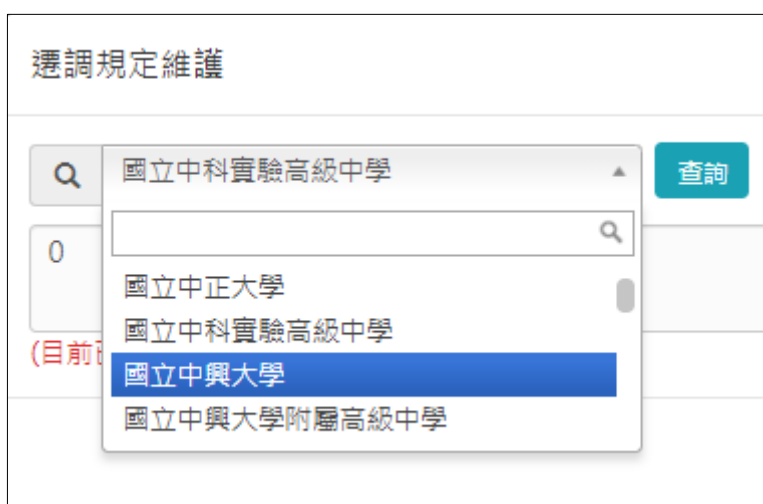 遷調規定維護
國立中科實驗高級中學
查詢
0
國立中正大學
國立中科實驗高級中學
(目前
國立中興大學
國立中興大學附屬高級中學